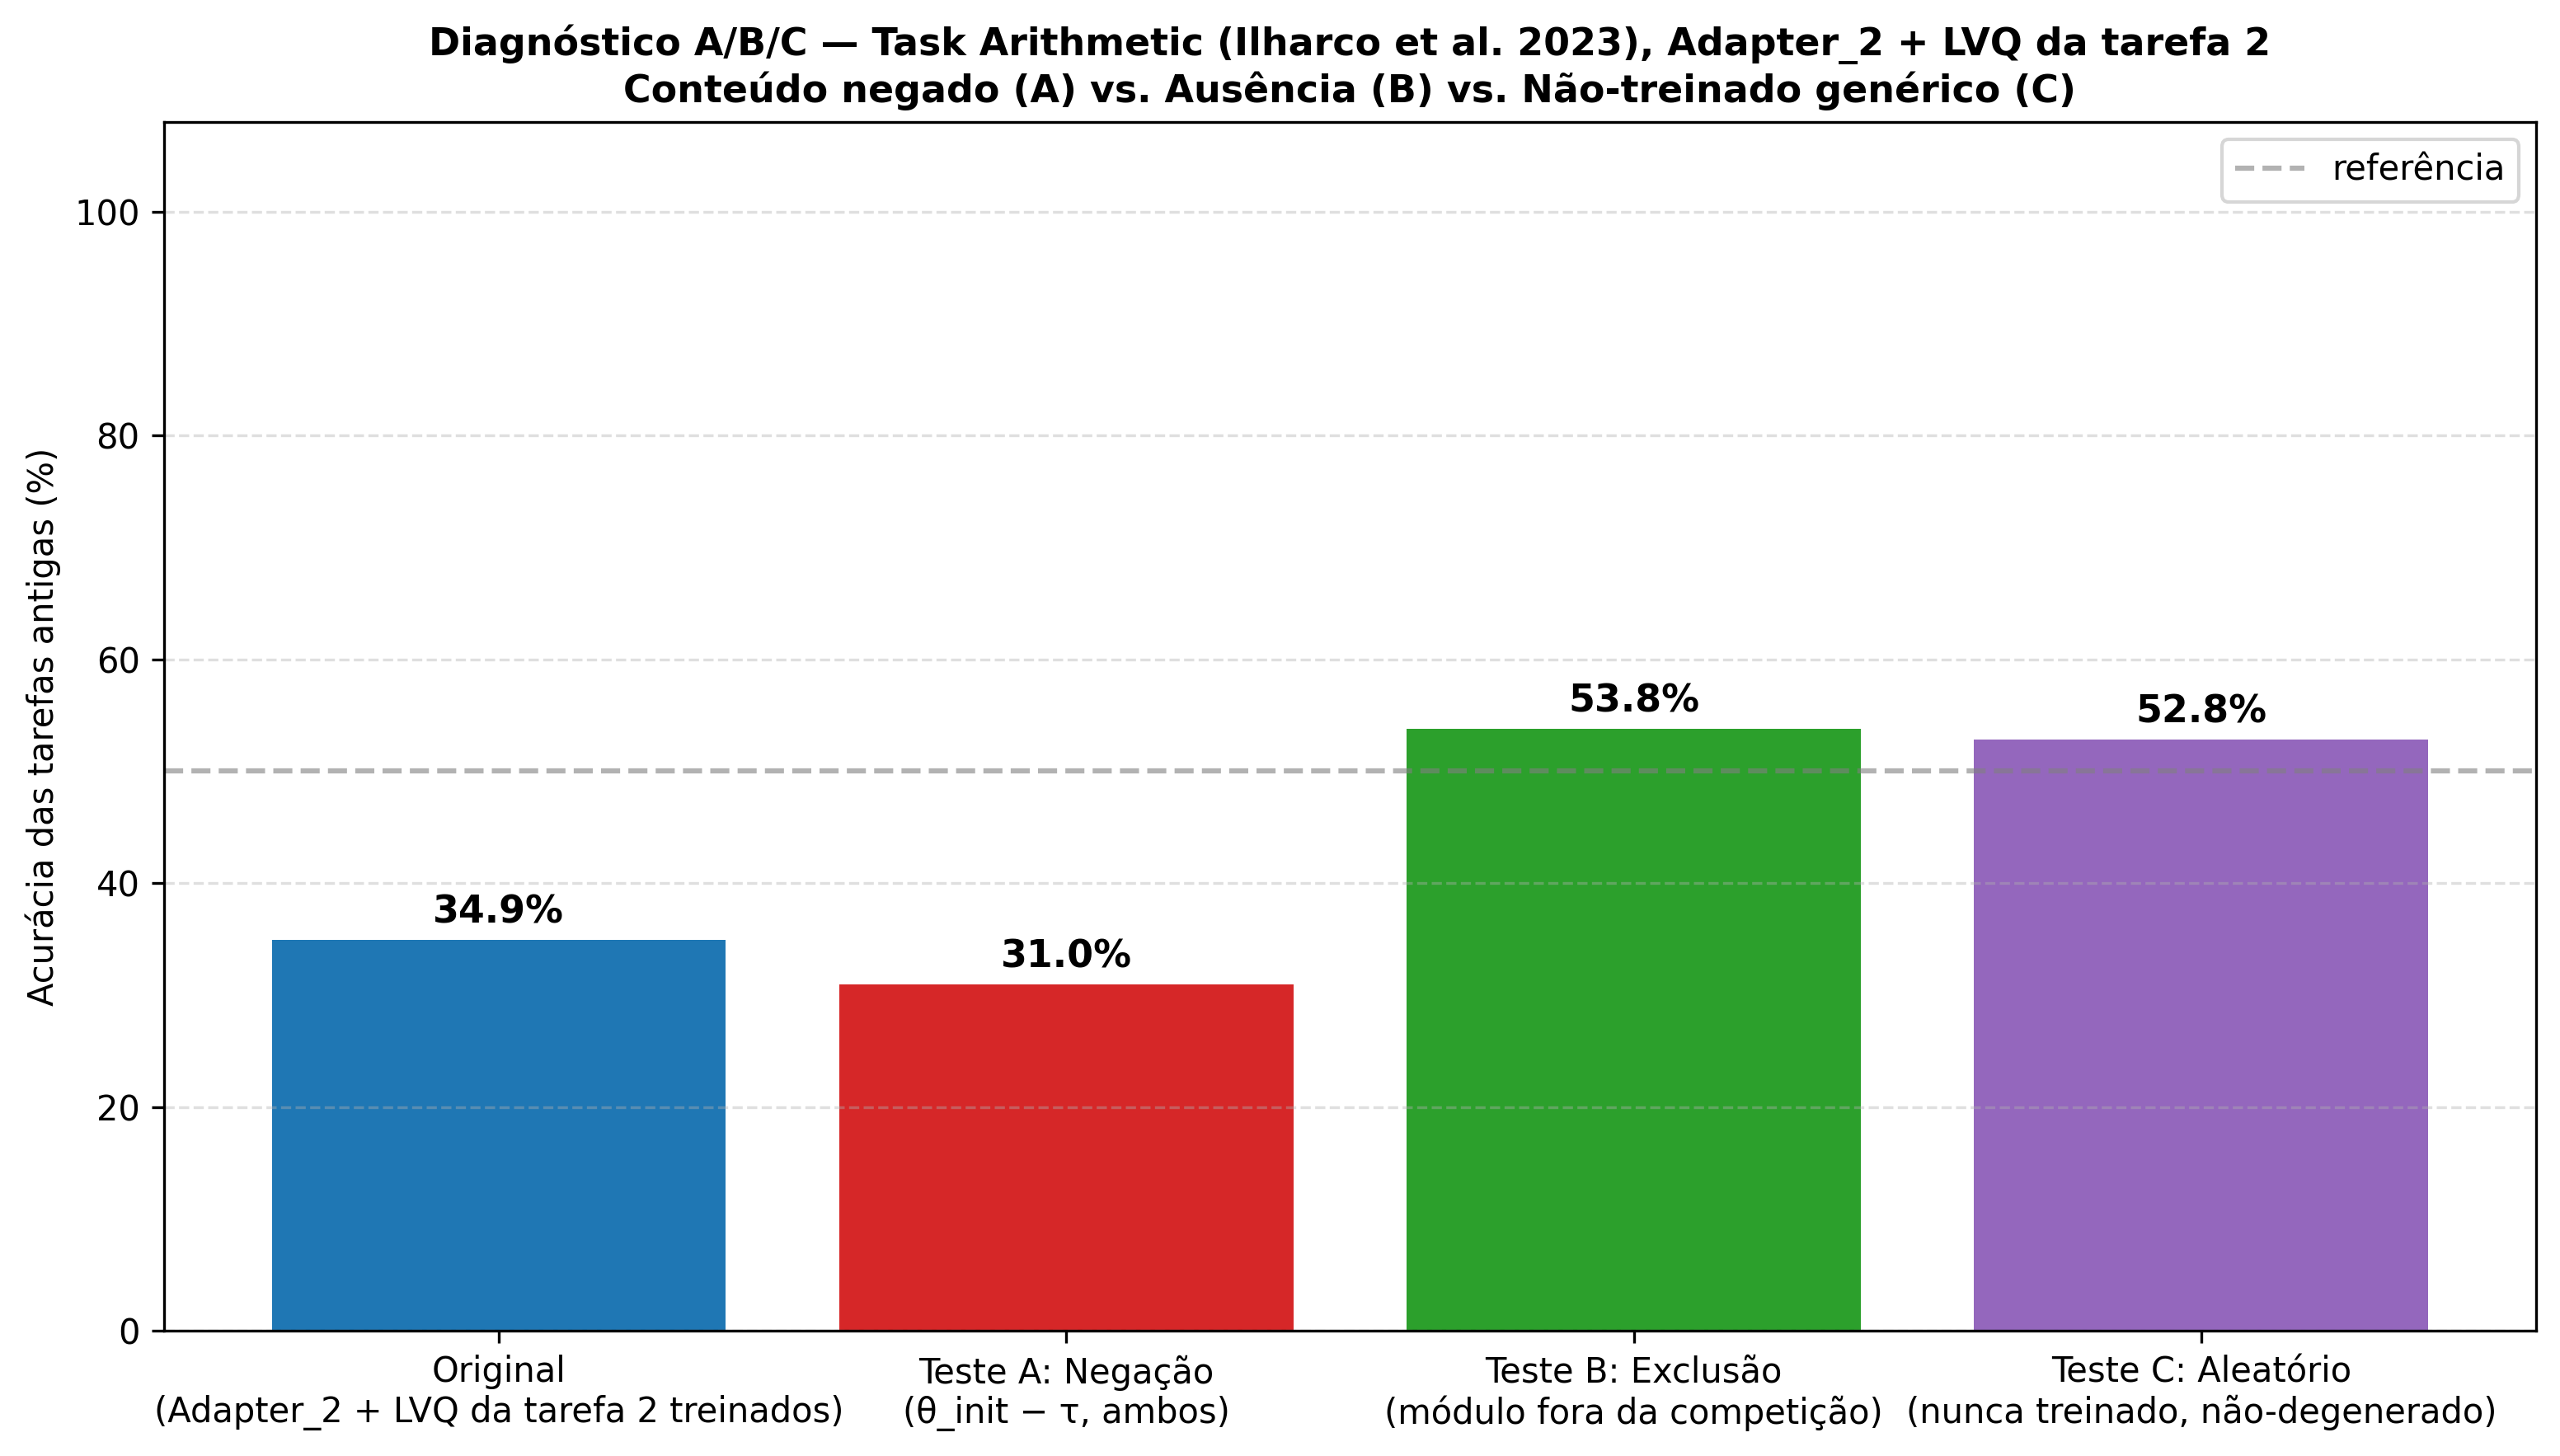 Diagnóstico A/B/C — Task Arithmetic (Ilharco et al. 2023), Adapter_2 + LVQ da tarefa 2
Conteúdo negado (A) vs. Ausência (B) vs. Não-treinado genérico (C)
referência
Acurácia das tarefas antigas (%)
100
80
60
40
20
0
34.9%
31.0%
53.8%
52.8%
Original
(Adapter_2 + LVQ da tarefa 2 treinados)
Teste A: Negação
(θ_init − τ, ambos)
Teste B: Exclusão
(módulo fora da competição)
Teste C: Aleatório
(nunca treinado, não-degenerado)